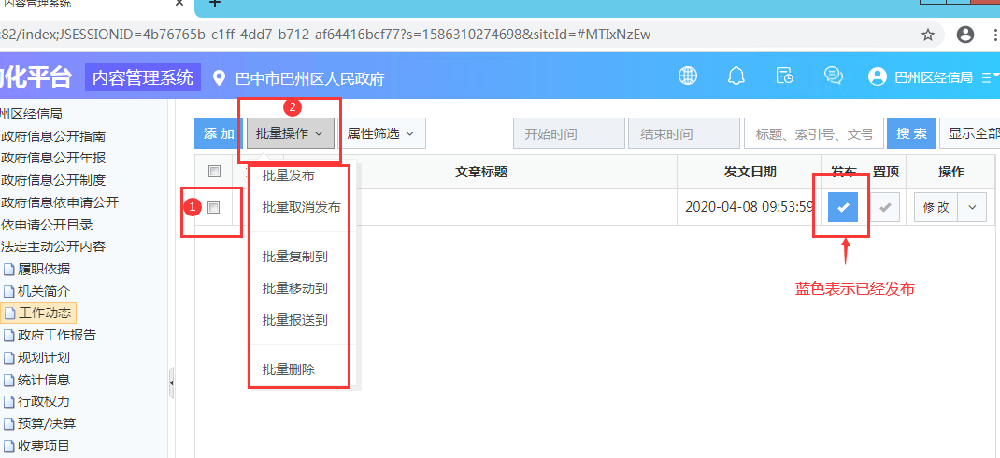 内容管理系统
:82/index;JSESSIONID=4b76765b-c1ff-4dd7-b712-af64416bcf77?s=1586310274698&siteId=#MTIxNzEw
化平台 内容管理系统 巴中市巴州区人民政府 巴州区经信局
州区经信局
政府信息公开指南
政府信息公开年报
政府信息公开制度
政府信息依申请公开
依申请公开目录
法定主动公开内容
履职依据
机关简介
工作动态
政府工作报告
规划计划
统计信息
行政权力
预算/决算
收费项目
2
添加 批量操作 属性筛选 开始时间 结束时间 标题、索引号、文号 搜索 显示全部
文章标题 发文日期 发布 置顶 操作
1
2020-04-08 09:53:59 修改
批量发布
批量取消发布
批量复制到
批量移动到
批量报送到
批量删除
蓝色表示已经发布